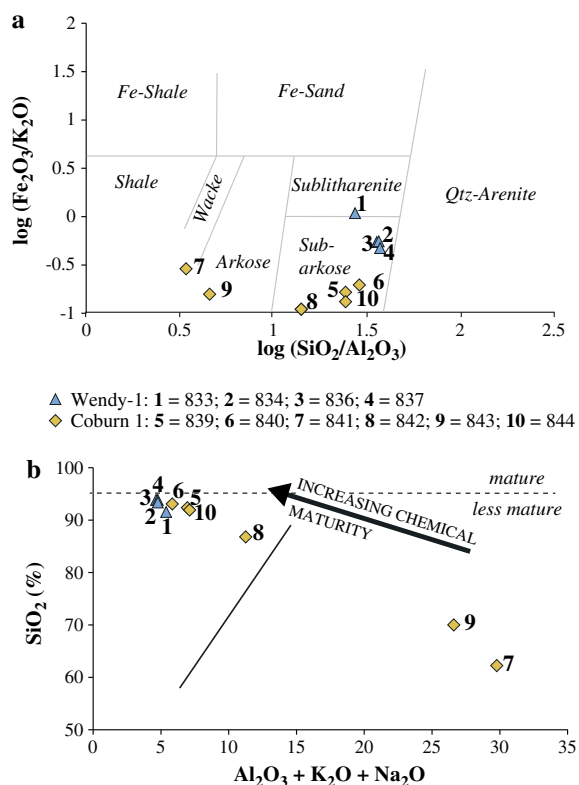 a
2
1.5
1
0.5
0
-0.5
-1
log (Fe₂O₃/K₂O)
Fe-Shale
Fe-Sand
Shale
Wacke
Sublitharenite
Qtz-Arenite
1
2
3
4
Arkose
Sub-
arkose
7
9
8
5
6
10
0
0.5
1
1.5
2
2.5
log (SiO₂/Al₂O₃)
Wendy-1: 1 = 833; 2 = 834; 3 = 836; 4 = 837
Coburn 1: 5 = 839; 6 = 840; 7 = 841; 8 = 842; 9 = 843; 10 = 844
b
100
90
80
70
60
50
SiO₂ (%)
mature
less mature
INCREASING CHEMICAL
MATURITY
4
3
6
5
2
1
10
8
9
7
0
5
10
15
20
25
30
35
Al₂O₃ + K₂O + Na₂O